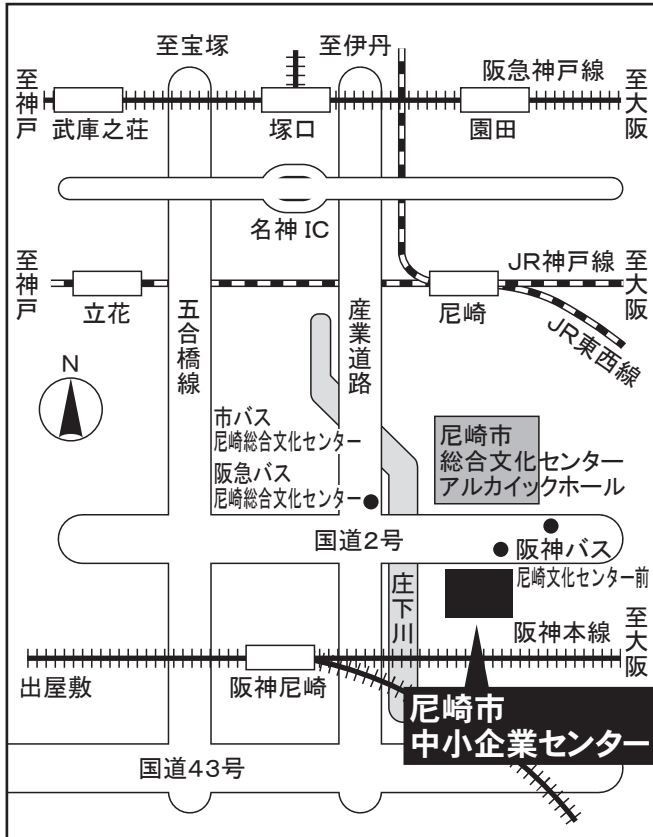 至宝塚
至伊丹
阪急神戸線
至神戸
至大阪
武庫之荘
塚口
園田
名神 IC
至神戸
JR神戸線
至大阪
立花
五合橋線
産業道路
尼崎
JR東西線
N
市バス
尼崎総合文化センター
阪急バス
尼崎総合文化センター
尼崎市
総合文化センター
アルカイックホール
国道2号
阪神バス
尼崎文化センター前
庄下川
阪神本線
至大阪
出屋敷
阪神尼崎
尼崎市
中小企業センター
国道43号